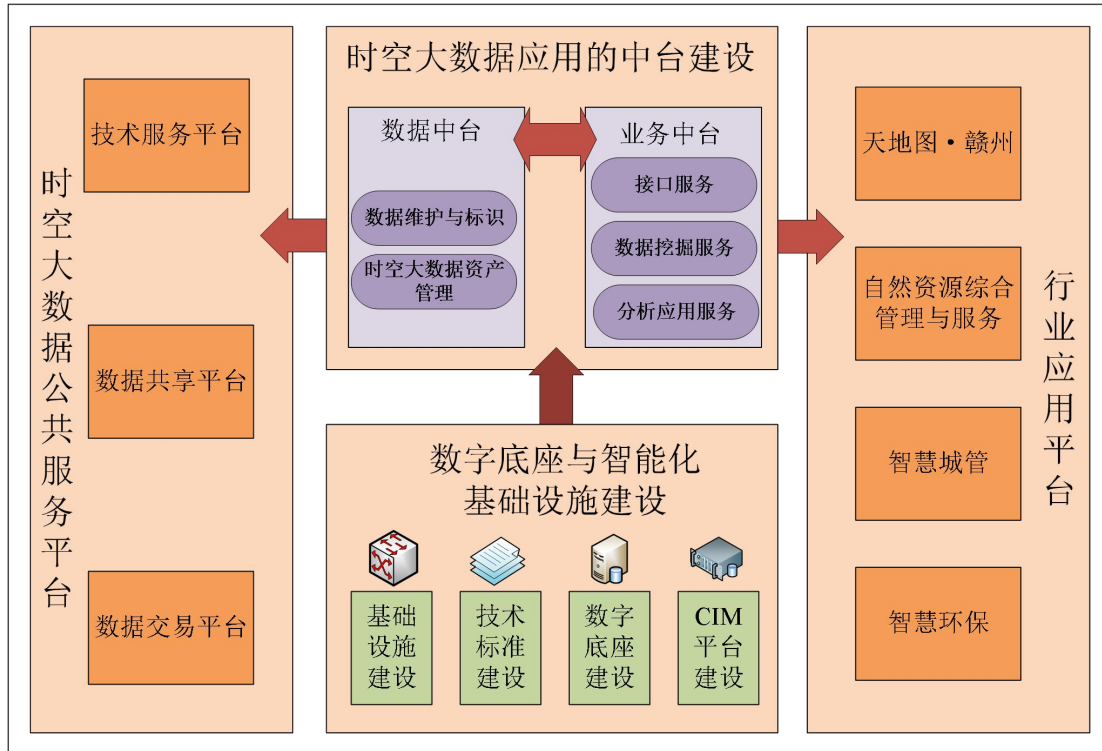 时空大数据公共服务平台
技术服务平台
数据共享平台
数据交易平台
时空大数据应用的中台建设
数据中台
数据维护与标识
时空大数据资产
管理
业务中台
接口服务
数据挖掘服务
分析应用服务
数字底座与智能化
基础设施建设
基础
设施
建设
技术
标准
建设
数字
底座
建设
CIM
平台
建设
天地图·赣州
自然资源综合
管理与服务
智慧城管
智慧环保
行业应用平台